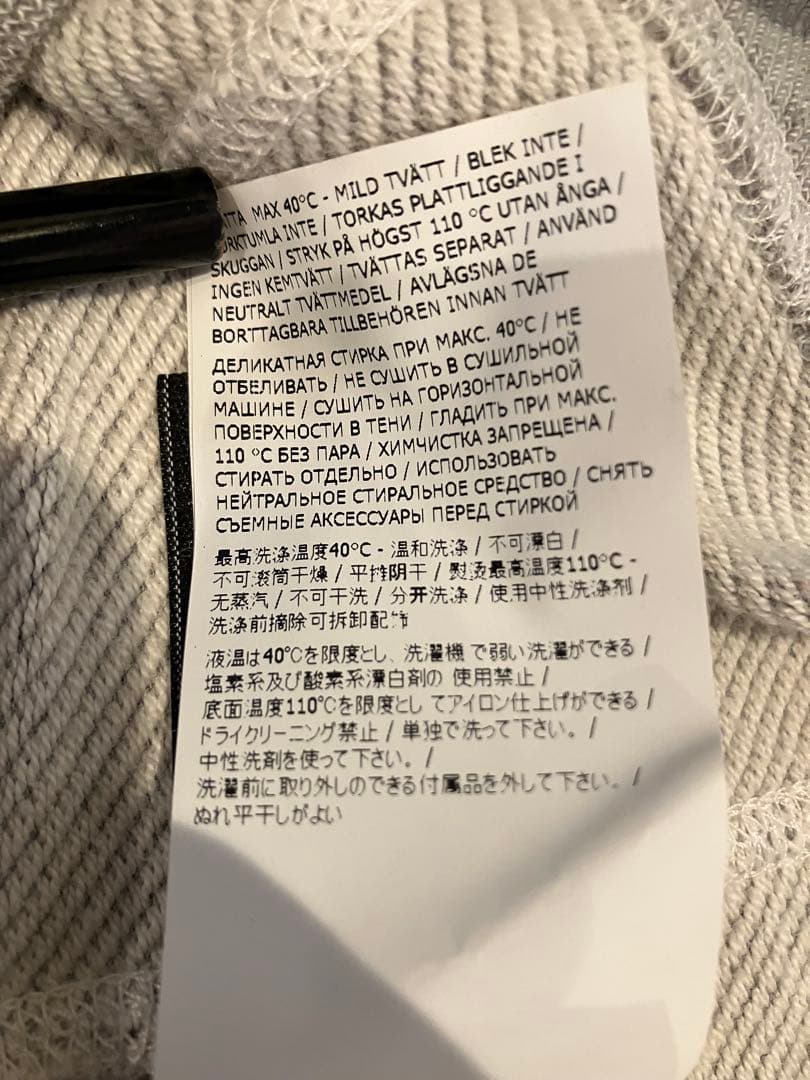 MAX 40°C - MILD TVÄTT / BLEK INTE /
INTE / TORKAS PLATTLIGGANDE I
SKUGGAN / STRYK PÅ HÖGST 110 °C UTAN ÅNGA /
INGEN KEMTVÄTT / TVÄTTAS SEPARAT / ANVÄND
NEUTRALT TVÄTTMEDEL / AVLÄGSNA DE
BORTTAGBARA TILLBEHÖREN INNAN TVÄTT
ДЕЛИКАТНАЯ СТИРКА ПРИ МАКС. 40°C / НЕ
ОТБЕЛИВАТЬ / НЕ СУШИТЬ В СУШИЛЬНОЙ
МАШИНЕ / СУШИТЬ НА ГОРИЗОНТАЛЬНОЙ
ПОВЕРХНОСТИ В ТЕНИ / ГЛАДИТЬ ПРИ МАКС.
110 °C БЕЗ ПАРА / ХИМЧИСТКА ЗАПРЕЩЕНА /
СТИРАТЬ ОТДЕЛЬНО / ИСПОЛЬЗОВАТЬ
НЕЙТРАЛЬНОЕ СТИРАЛЬНОЕ СРЕДСТВО / СНЯТЬ
СЪЕМНЫЕ АКСЕССУАРЫ ПЕРЕД СТИРКОЙ
最高洗涤温度40°C - 温和洗涤 / 不可漂白 /
不可滚筒干燥 / 平摊阴干 / 熨烫最高温度110°C -
无蒸汽 / 不可干洗 / 分开洗涤 / 使用中性洗涤剂 /
洗涤前摘除可拆卸配饰
液温は40℃を限度とし、洗濯機 で弱い洗濯ができる /
塩素系及び酸素系漂白剤の 使用禁止 /
底面温度110℃を限度とし てアイロン仕上げができる /
ドライクリーニング禁止 / 単独で洗って下さい。 /
中性洗剤を使って下さい。 /
洗濯前に取り外しのできる付属品を外して下さい。 /
ぬれ平干しがよい